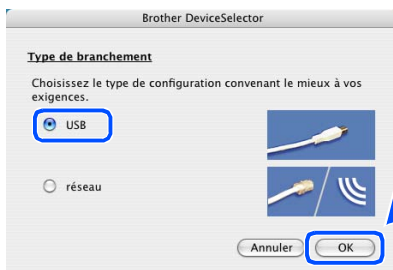 Brother DeviceSelector
Type de branchement
Choisissez le type de configuration convenant le mieux à vos
exigences.
USB
réseau
Annuler OK